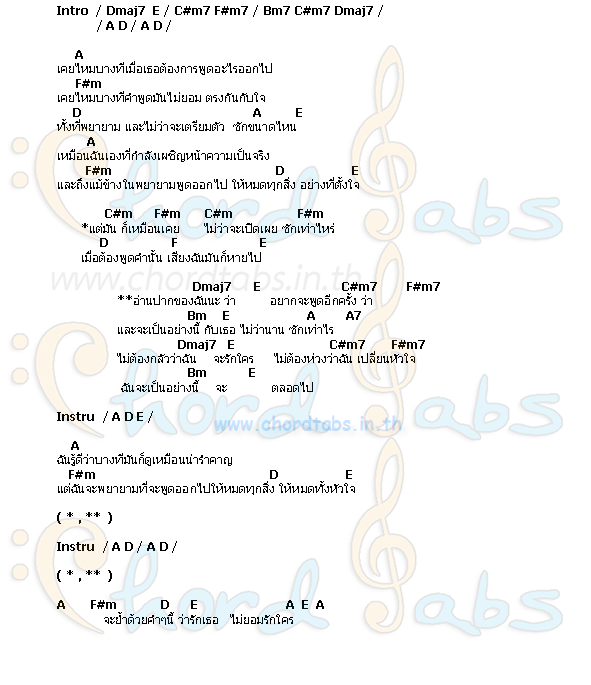 Intro / Dmaj7 E / C#m7 F#m7 / Bm7 C#m7 Dmaj7 /
/ A D / A D /
A
เคยไหมบางทีเมื่อเธอต้องการพูดอะไรออกไป
F#m
เคยไหมบางทีคำพูดมันไม่ยอม ตรงกันกับใจ
D A E
ทั้งที่พยายาม และไม่ว่าจะเตรียมตัว ซักขนาดไหน
A
เหมือนฉันเองที่กำลังเผชิญหน้าความเป็นจริง
F#m D E
และถึงแม้ข้างในพยายามพูดออกไป ให้หมดทุกสิ่ง อย่างที่ตั้งใจ
C#m F#m C#m F#m
*แต่มัน ก็เหมือนเคย ไม่ว่าจะเปิดเผย ซักเท่าไหร่
D F E
เมื่อต้องพูดคำนั้น เสียงฉันมันก็หายไป
www.chordtabs.in.th
Dmaj7 E C#m7 F#m7
**อ่านปากของฉันนะ ว่า อยากจะพูดอีกครั้ง ว่า
Bm E A A7
และจะเป็นอย่างนี้ กับเธอ ไม่ว่านาน ซักเท่าไร
Dmaj7 E C#m7 F#m7
ไม่ต้องกลัวว่าฉัน จะรักใคร ไม่ต้องห่วงว่าฉัน เปลี่ยนหัวใจ
Bm E
ฉันจะเป็นอย่างนี้ จะ ตลอดไป
Instru / A D E /
www.chordtabs.in.th
A
ฉันรู้ดีว่าบางทีมันก็ดูเหมือนน่ารำคาญ
F#m D E
แต่ฉันจะพยายามที่จะพูดออกไปให้หมดทุกสิ่ง ให้หมดทั้งหัวใจ
( * , ** )
Instru / A D / A D /
( * , ** )
A F#m D E A E A
จะย้ำด้วยคำๆนี้ ว่ารักเธอ ไม่ยอมรักใคร
Chord Tabs
Chord Tabs
Chord Tabs